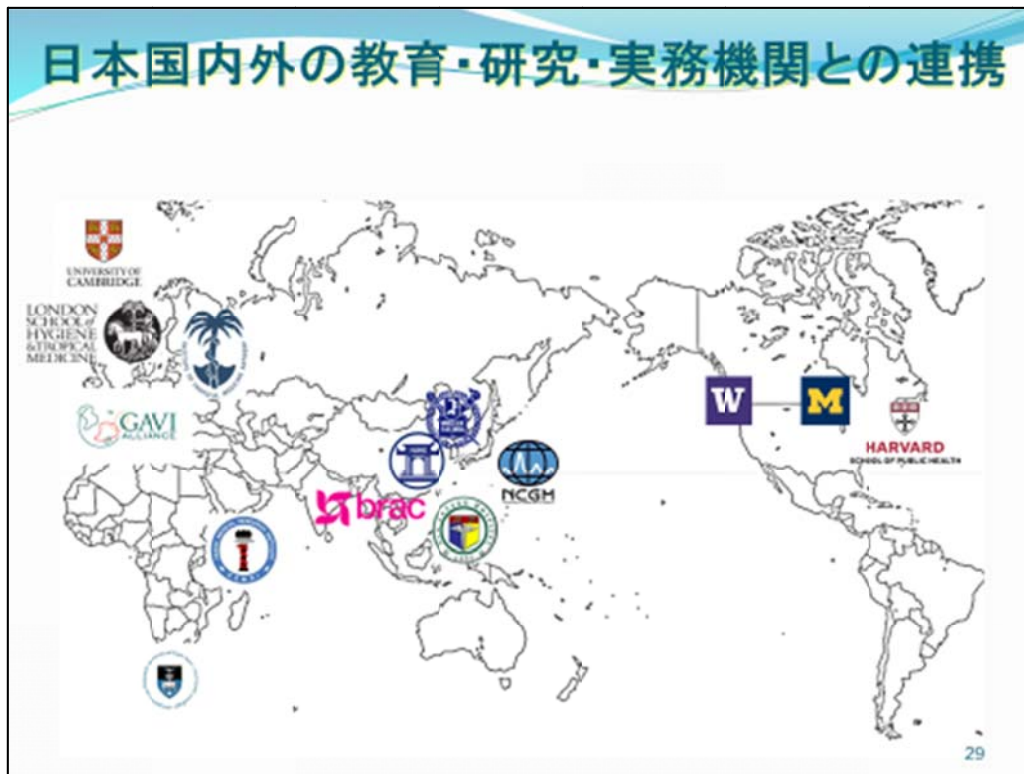 日本国内外の教育・研究・実務機関との連携
UNIVERSITY OF
CAMBRIDGE
LONDON
SCHOOL of
HYGIENE
&TROPICAL
MEDICINE
GAVI
ALLIANCE
W
M
HARVARD
SCHOOL OF PUBLIC HEALTH
NCGM
brac
29